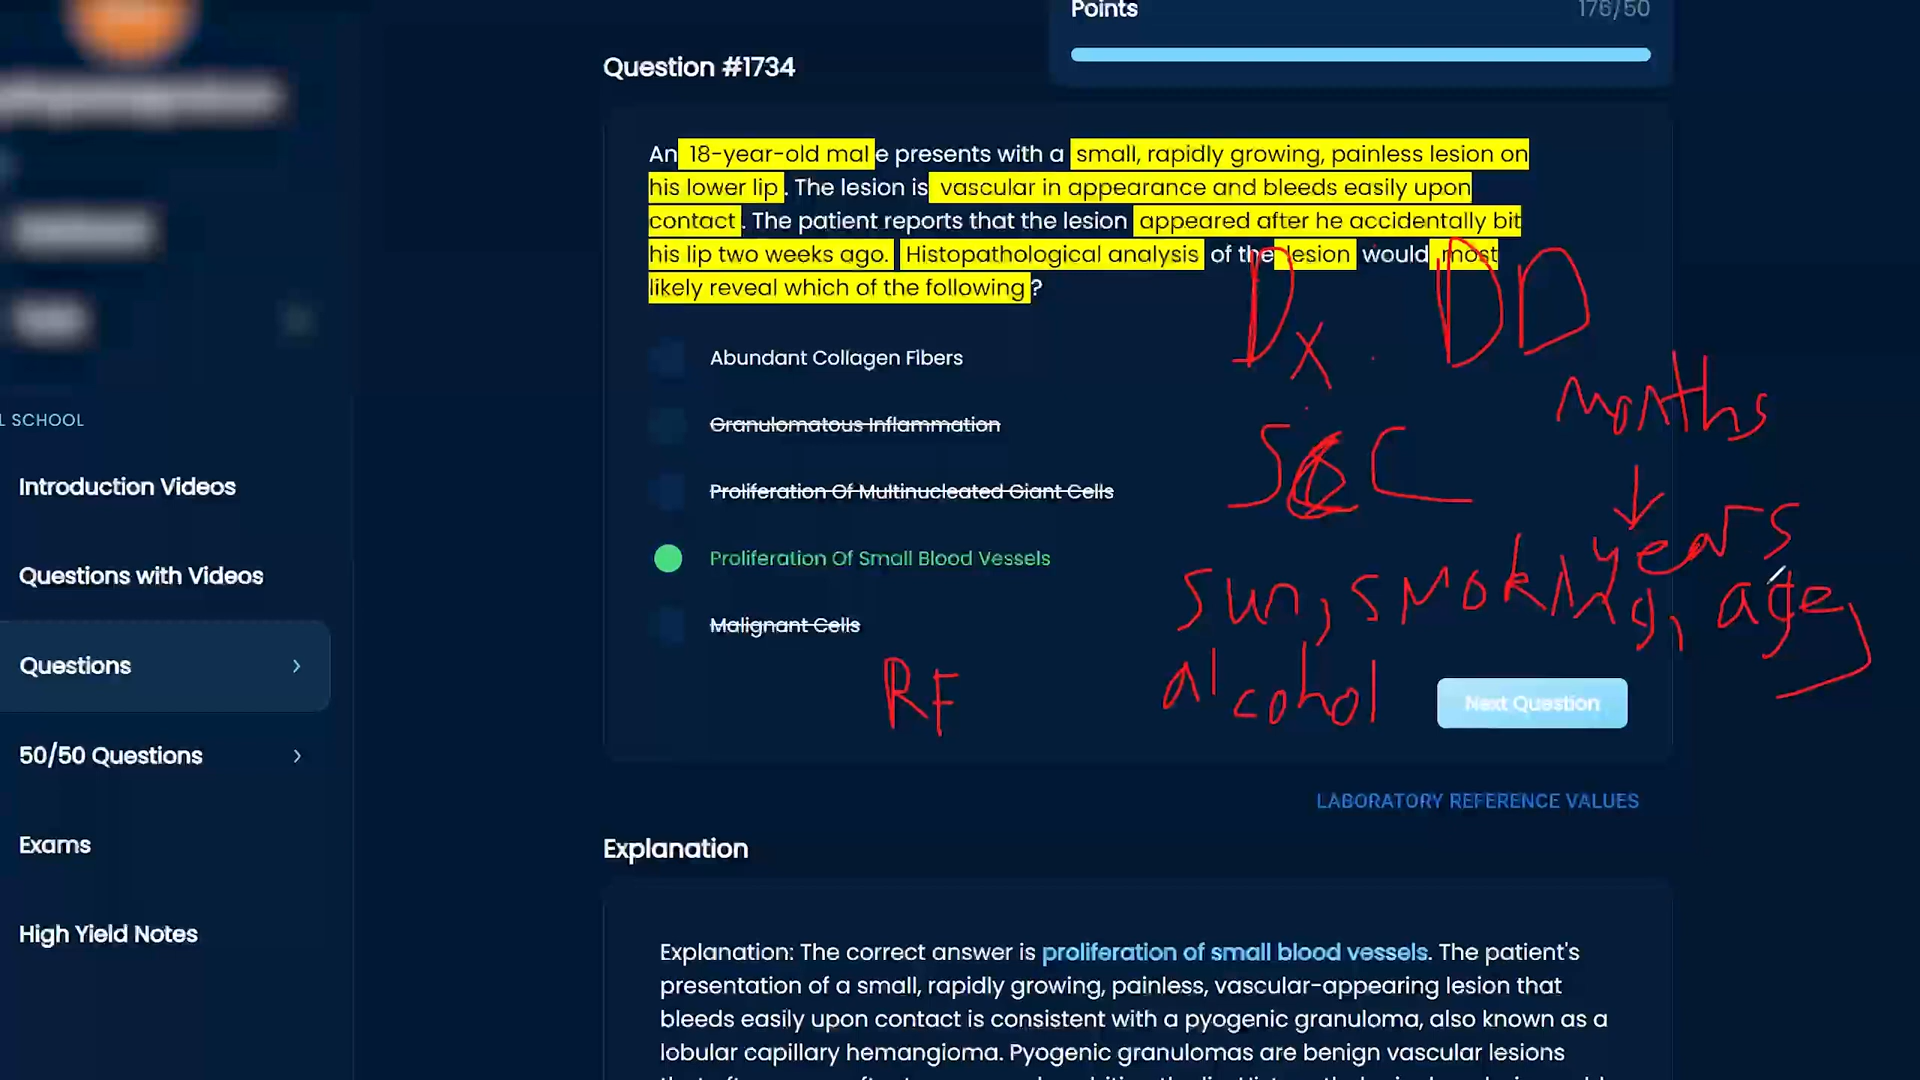 Points
176/50
Question #1734
An 18-year-old male presents with a small, rapidly growing, painless lesion on
his lower lip. The lesion is vascular in appearance and bleeds easily upon
contact. The patient reports that the lesion appeared after he accidentally bit
his lip two weeks ago. Histopathological analysis of the lesion would most
likely reveal which of the following?
Dx. DD
Abundant Collagen Fibers
months
Granulomatous Inflammation
Proliferation Of Multinucleated Giant Cells
years
Proliferation Of Small Blood Vessels
sun, smoking, age,
Malignant Cells
RF
alcohol
Next Question
LABORATORY REFERENCE VALUES
L SCHOOL
Introduction Videos
Questions with Videos
Questions
50/50 Questions
Exams
High Yield Notes
Explanation
Explanation: The correct answer is proliferation of small blood vessels. The patient's
presentation of a small, rapidly growing, painless, vascular-appearing lesion that
bleeds easily upon contact is consistent with a pyogenic granuloma, also known as a
lobular capillary hemangioma. Pyogenic granulomas are benign vascular lesions